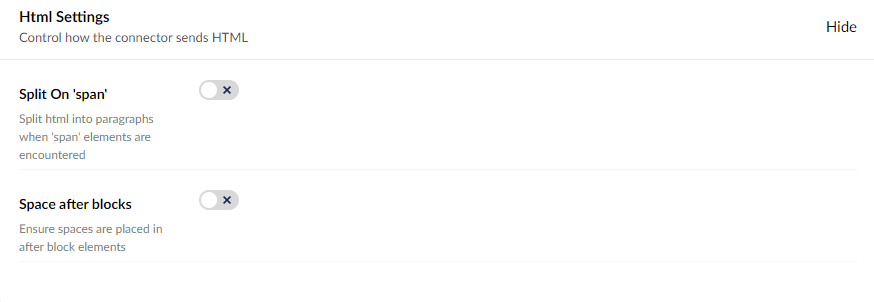 Html Settings
Control how the connector sends HTML
Hide
Split On 'span'
Split html into paragraphs
when 'span' elements are
encountered
Space after blocks
Ensure spaces are placed in
after block elements